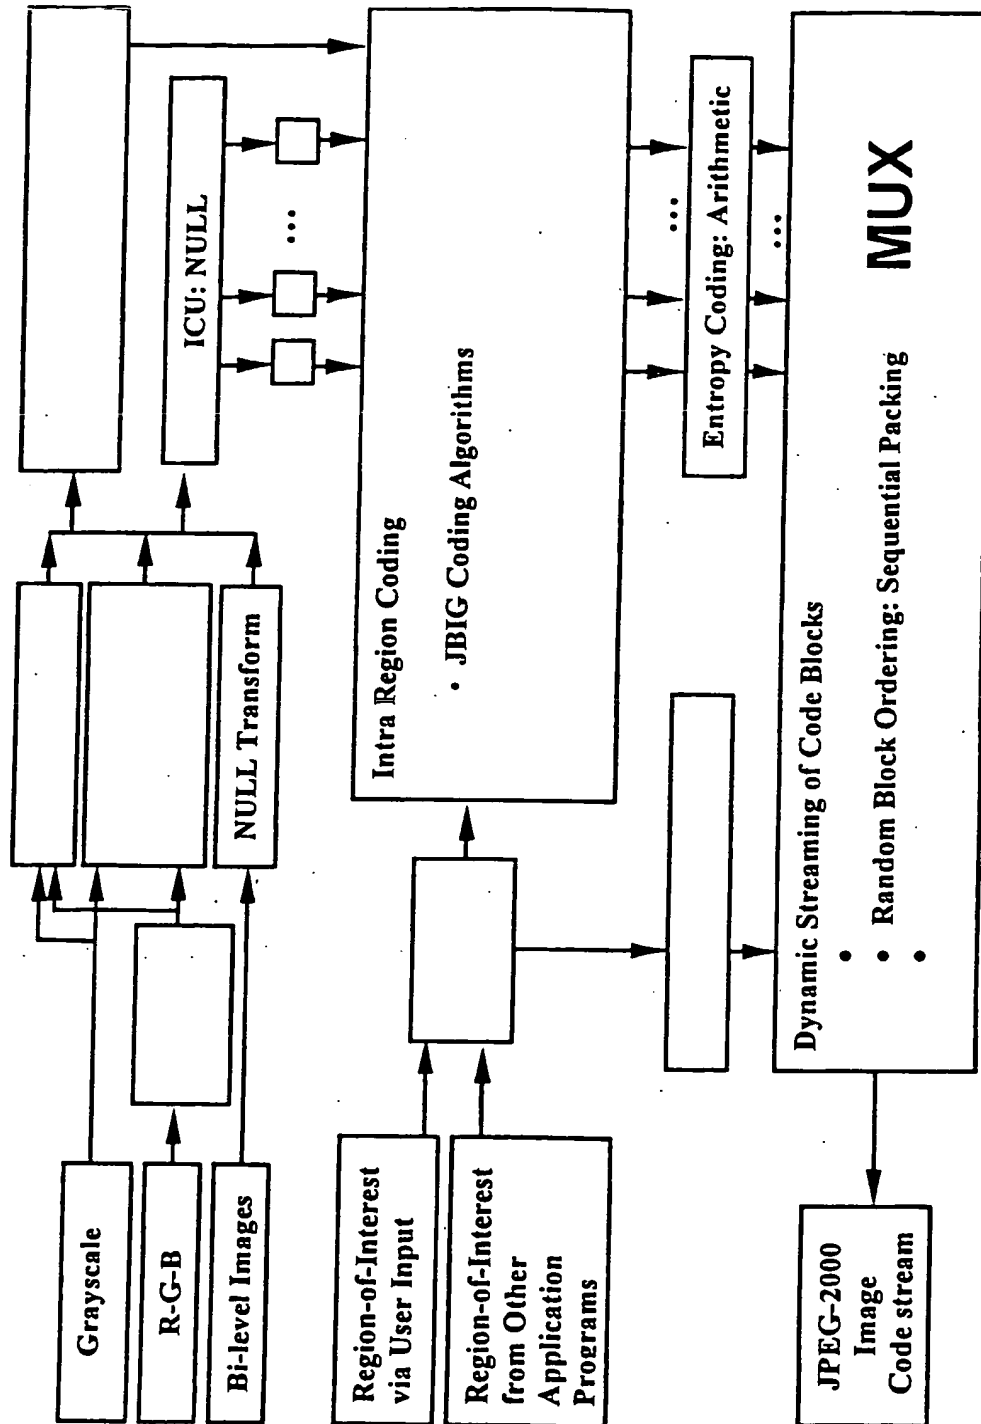 Grayscale
R-G-B
Bi-level Images
NULL Transform
ICU: NULL
...
Region-of-Interest
via User Input
Region-of-Interest
from Other
Application
Programs
Intra Region Coding
• JBIG Coding Algorithms
...
Entropy Coding: Arithmetic
...
Dynamic Streaming of Code Blocks
•
• Random Block Ordering: Sequential Packing
•
MUX
JPEG-2000
Image
Code stream